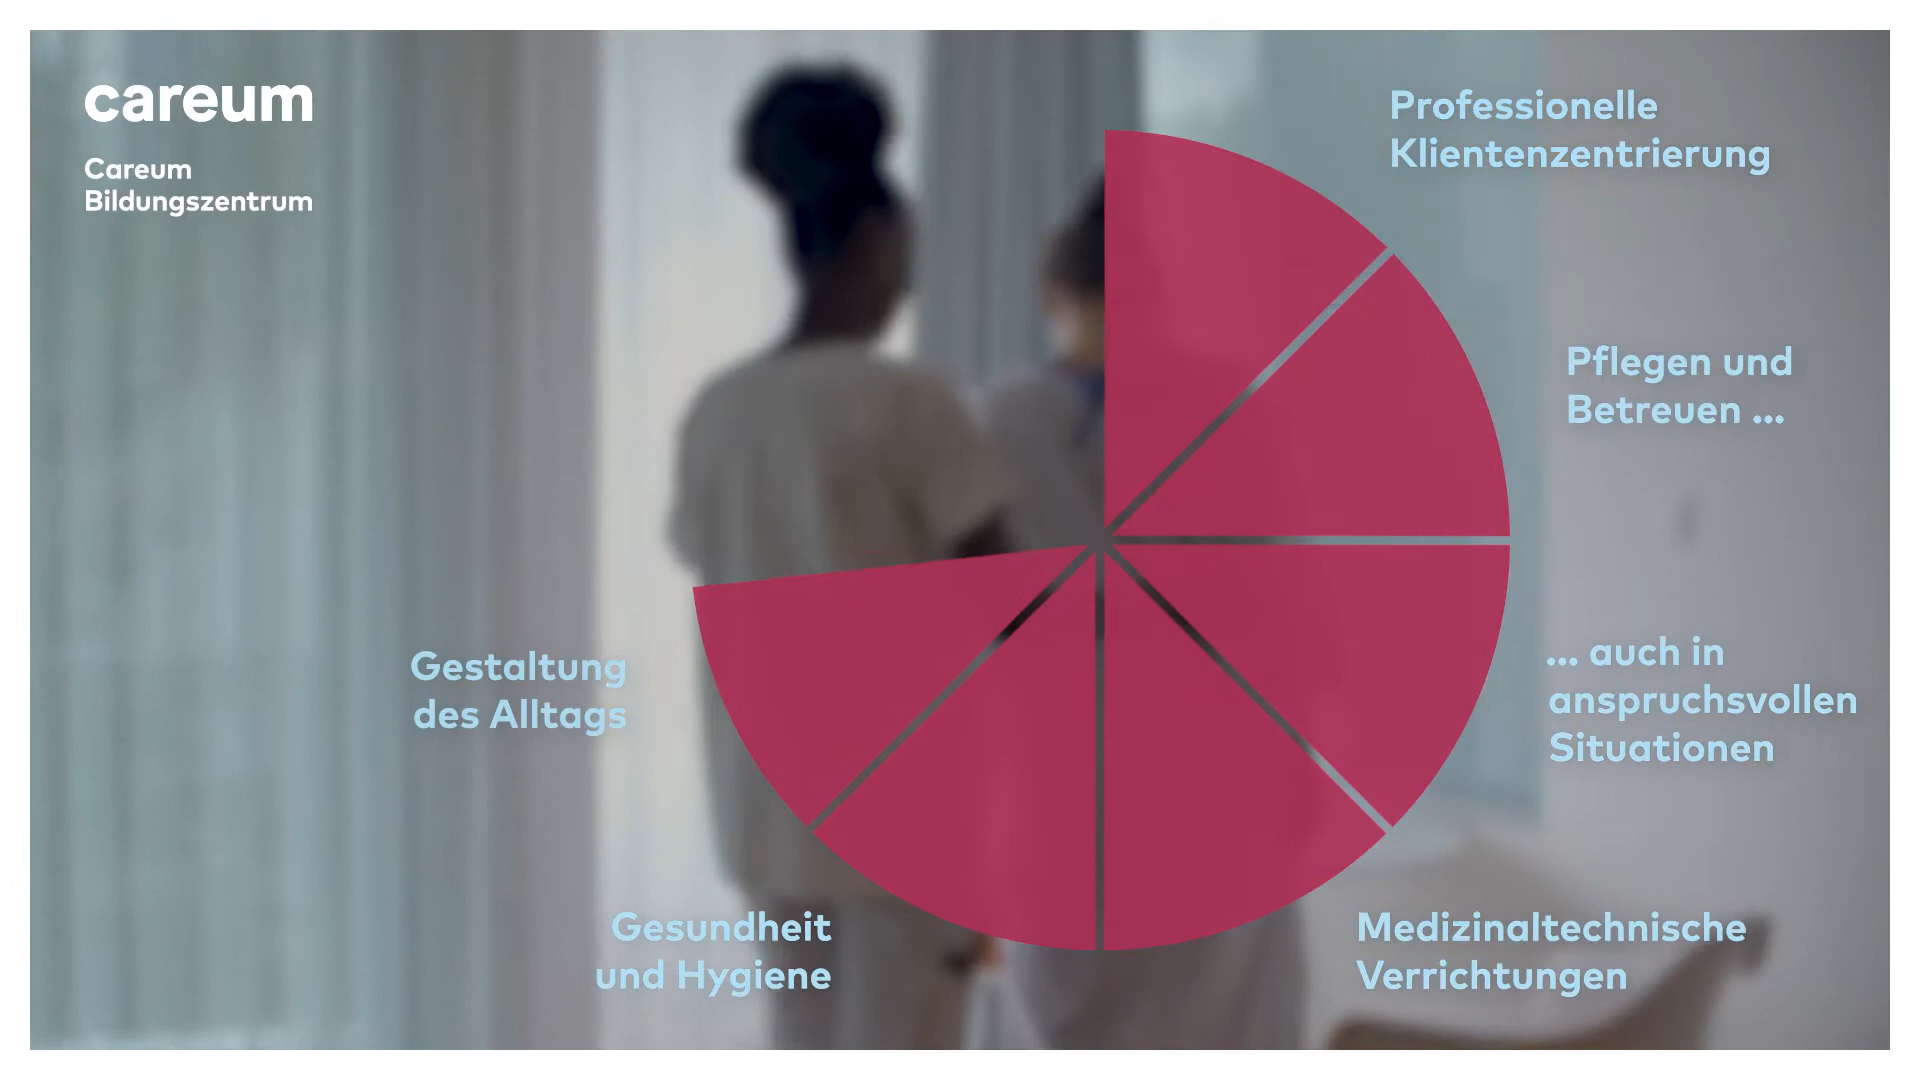 careum
Careum
Bildungszentrum
Professionelle
Klientenzentrierung
Pflegen und
Betreuen ...
... auch in
anspruchsvollen
Situationen
Medizinaltechnische
Verrichtungen
Gesundheit
und Hygiene
Gestaltung
des Alltags